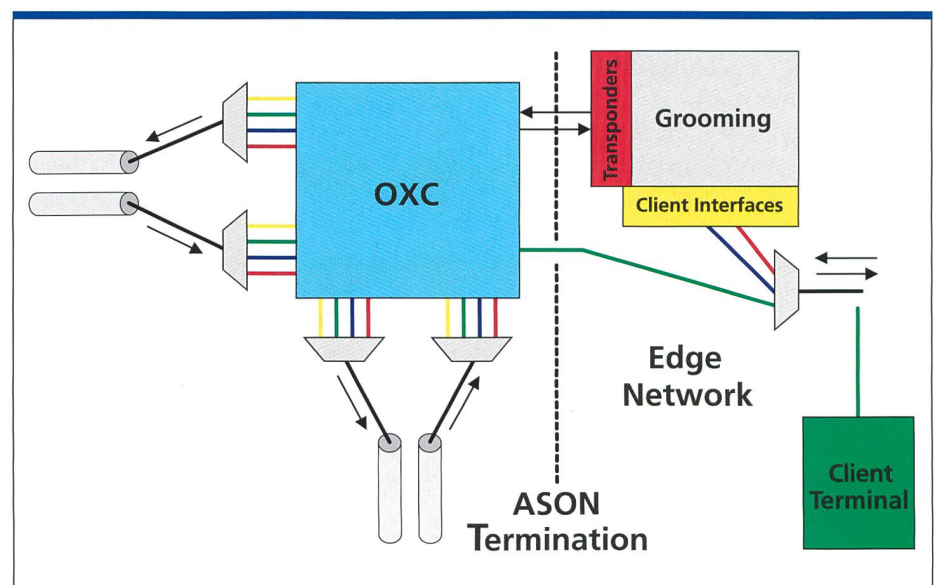 Transponders
Grooming
OXC
Client Interfaces
Edge
Network
Client
Terminal
ASON
Termination